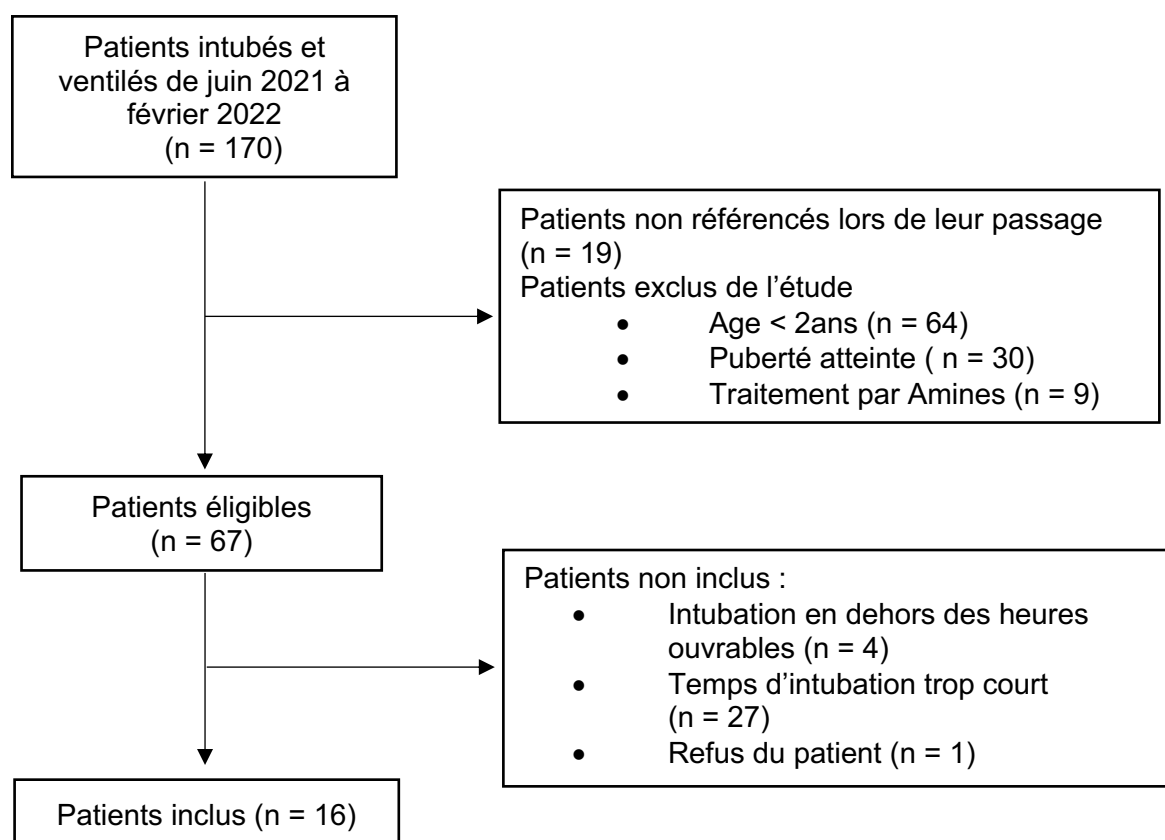 Patients intubés et
ventilés de juin 2021 à
février 2022
(n = 170)
Patients non référencés lors de leur passage
(n = 19)
Patients exclus de l’étude
• Age < 2ans (n = 64)
• Puberté atteinte ( n = 30)
• Traitement par Amines (n = 9)
Patients éligibles
(n = 67)
Patients non inclus :
• Intubation en dehors des heures
ouvrables (n = 4)
• Temps d’intubation trop court
(n = 27)
• Refus du patient (n = 1)
Patients inclus (n = 16)